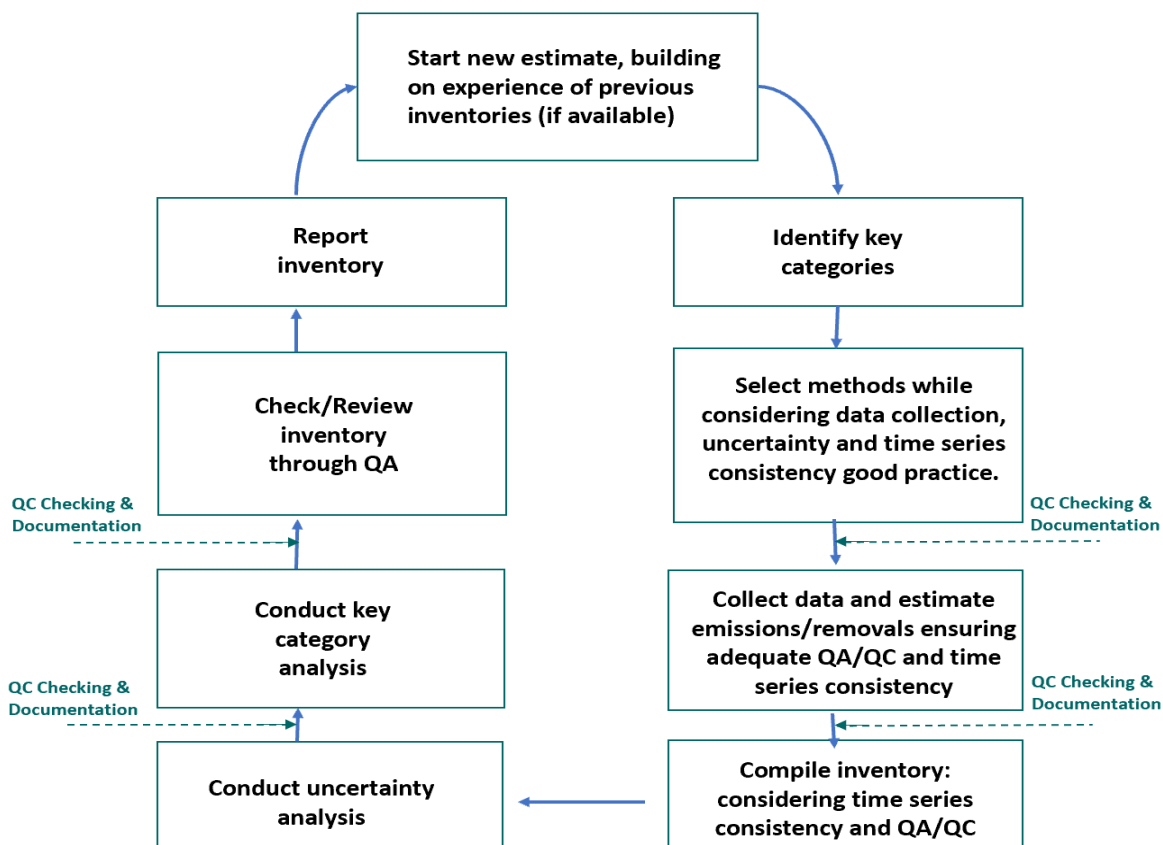 Start new estimate, building
on experience of previous
inventories (if available)
Identify key
categories
Select methods while
considering data collection,
uncertainty and time series
consistency good practice.
QC Checking &
Documentation
Collect data and estimate
emissions/removals ensuring
adequate QA/QC and time
series consistency
QC Checking &
Documentation
Compile inventory:
considering time series
consistency and QA/QC
Conduct uncertainty
analysis
QC Checking &
Documentation
Conduct key
category
analysis
QC Checking &
Documentation
Check/Review
inventory
through QA
Report
inventory